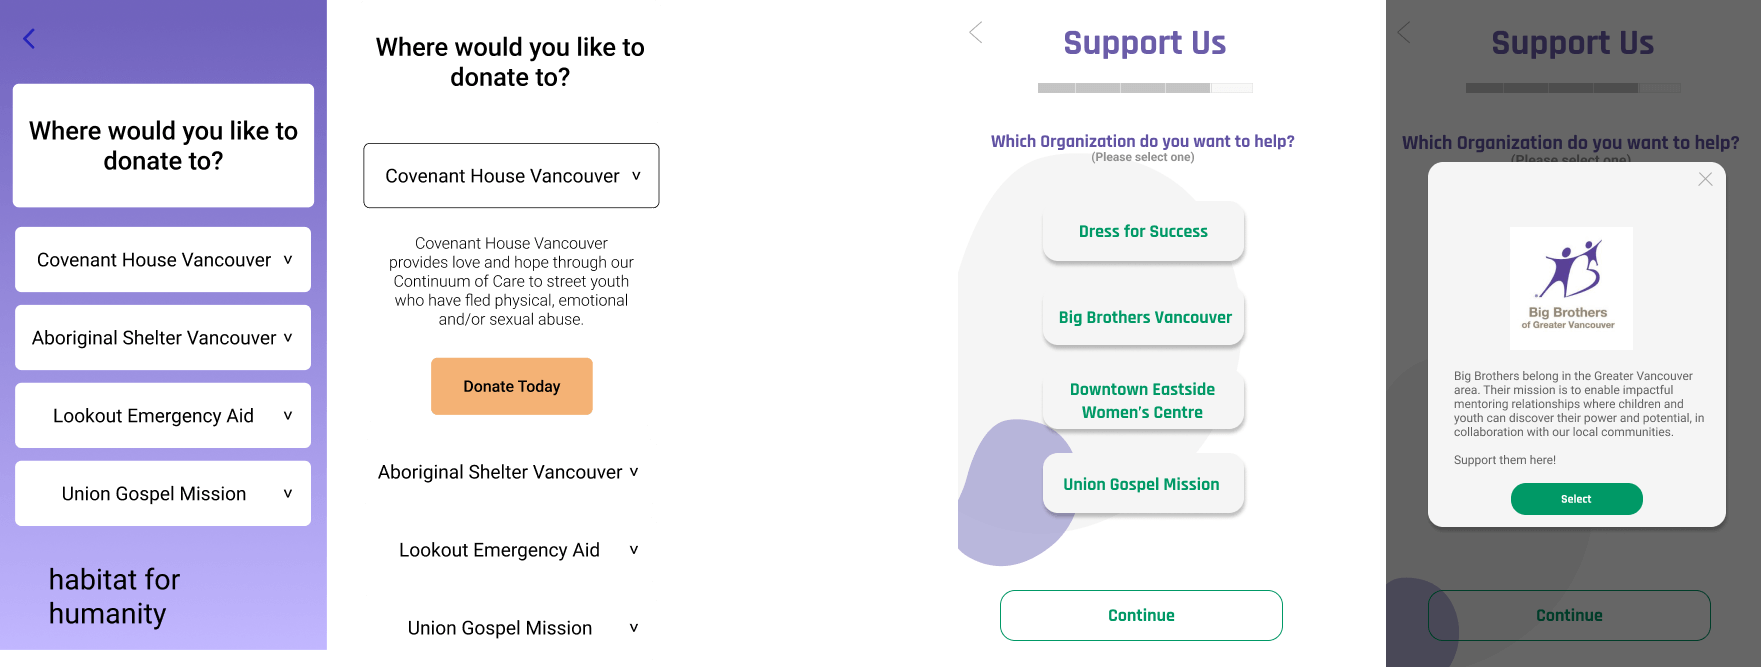 Where would you like to
donate to?
Covenant House Vancouver v
Aboriginal Shelter Vancouver v
Lookout Emergency Aid v
Union Gospel Mission v
habitat for
humanity
Where would you like to
donate to?
Covenant House Vancouver v
Covenant House Vancouver
provides love and hope through our
Continuum of Care to street youth
who have fled physical, emotional
and/or sexual abuse.
Donate Today
Aboriginal Shelter Vancouver v
Lookout Emergency Aid v
Union Gospel Mission v
Support Us
Which Organization do you want to help?
(Please select one)
Dress for Success
Big Brothers Vancouver
Downtown Eastside
Women's Centre
Union Gospel Mission
Continue
Support Us
Which Organization do you want to help?
(Please select one)
Big Brothers
of Greater Vancouver
Big Brothers belong in the Greater Vancouver
area. Their mission is to enable impactful
mentoring relationships where children and
youth can discover their power and potential, in
collaboration with our local communities.
Support them here!
Select
Continue